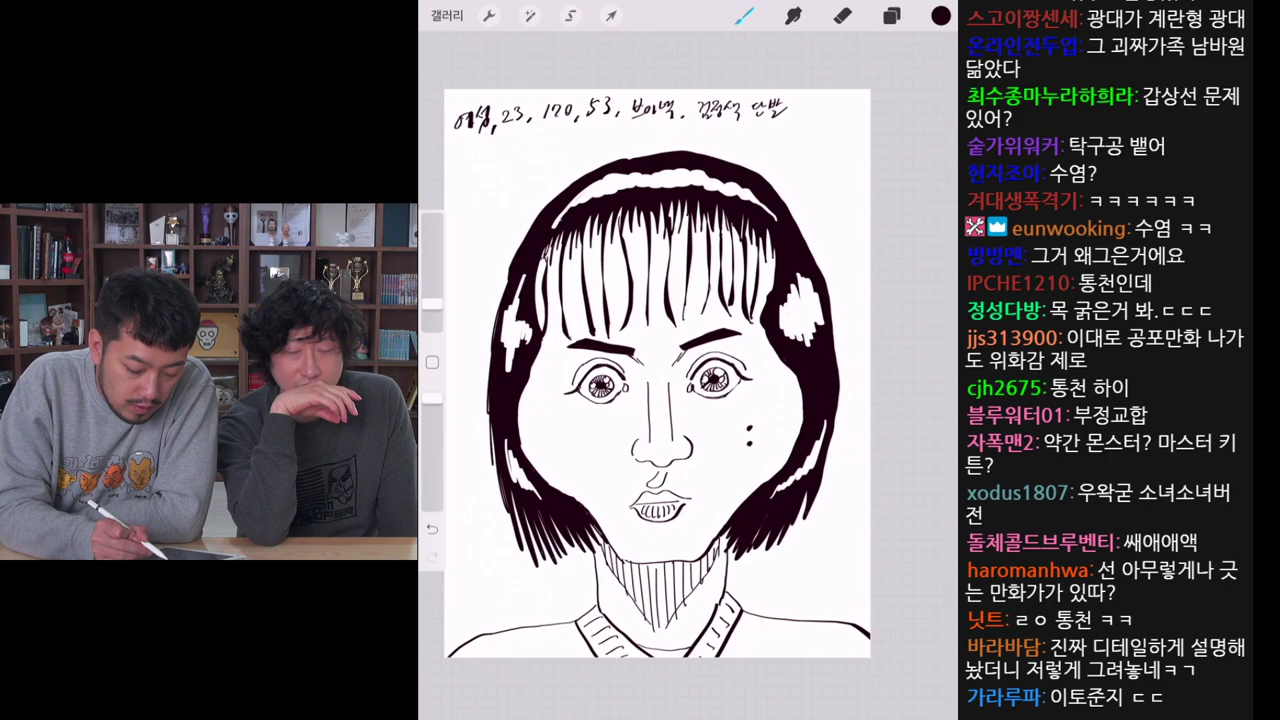 갤러리
여성, 23, 170, 53, 브이넥, 검정색 단발
스고이짱센세: 광대가 계란형 광대
온라인전두엽: 그 괴짜가족 남바원
닮았다
최수종마누라하희라: 갑상선 문제
있어?
숱가위워커: 탁구공 뱉어
현지조아: 수염?
겨대생폭격기: ㅋㅋㅋㅋㅋㅋ
eunwooking: 수염 ㅋㅋ
벙벙맨: 그거 왜그은거에요
IPCHE1210: 통천인데
정성다방: 목 굵은거 봐.ㄷㄷㄷ
jjs313900: 이대로 공포만화 나가
도 위화감 제로
cjh2675: 통천 하이
블루워터01: 부정교합
자폭맨2: 약간 몬스터? 마스터 키
튼?
xodus1807: 우왁굳 소녀소녀버
전
돌체콜드브루벤티: 쌔애애액
haromanhwa: 선 아무렇게나 긋
는 만화가가 있따?
닛트: ㄹㅇ 통천 ㅋㅋ
바라바담: 진짜 디테일하게 설명해
놨더니 저렇게 그려놓네ㅋㄱ
가라루파: 이토준지 ㄷㄷ